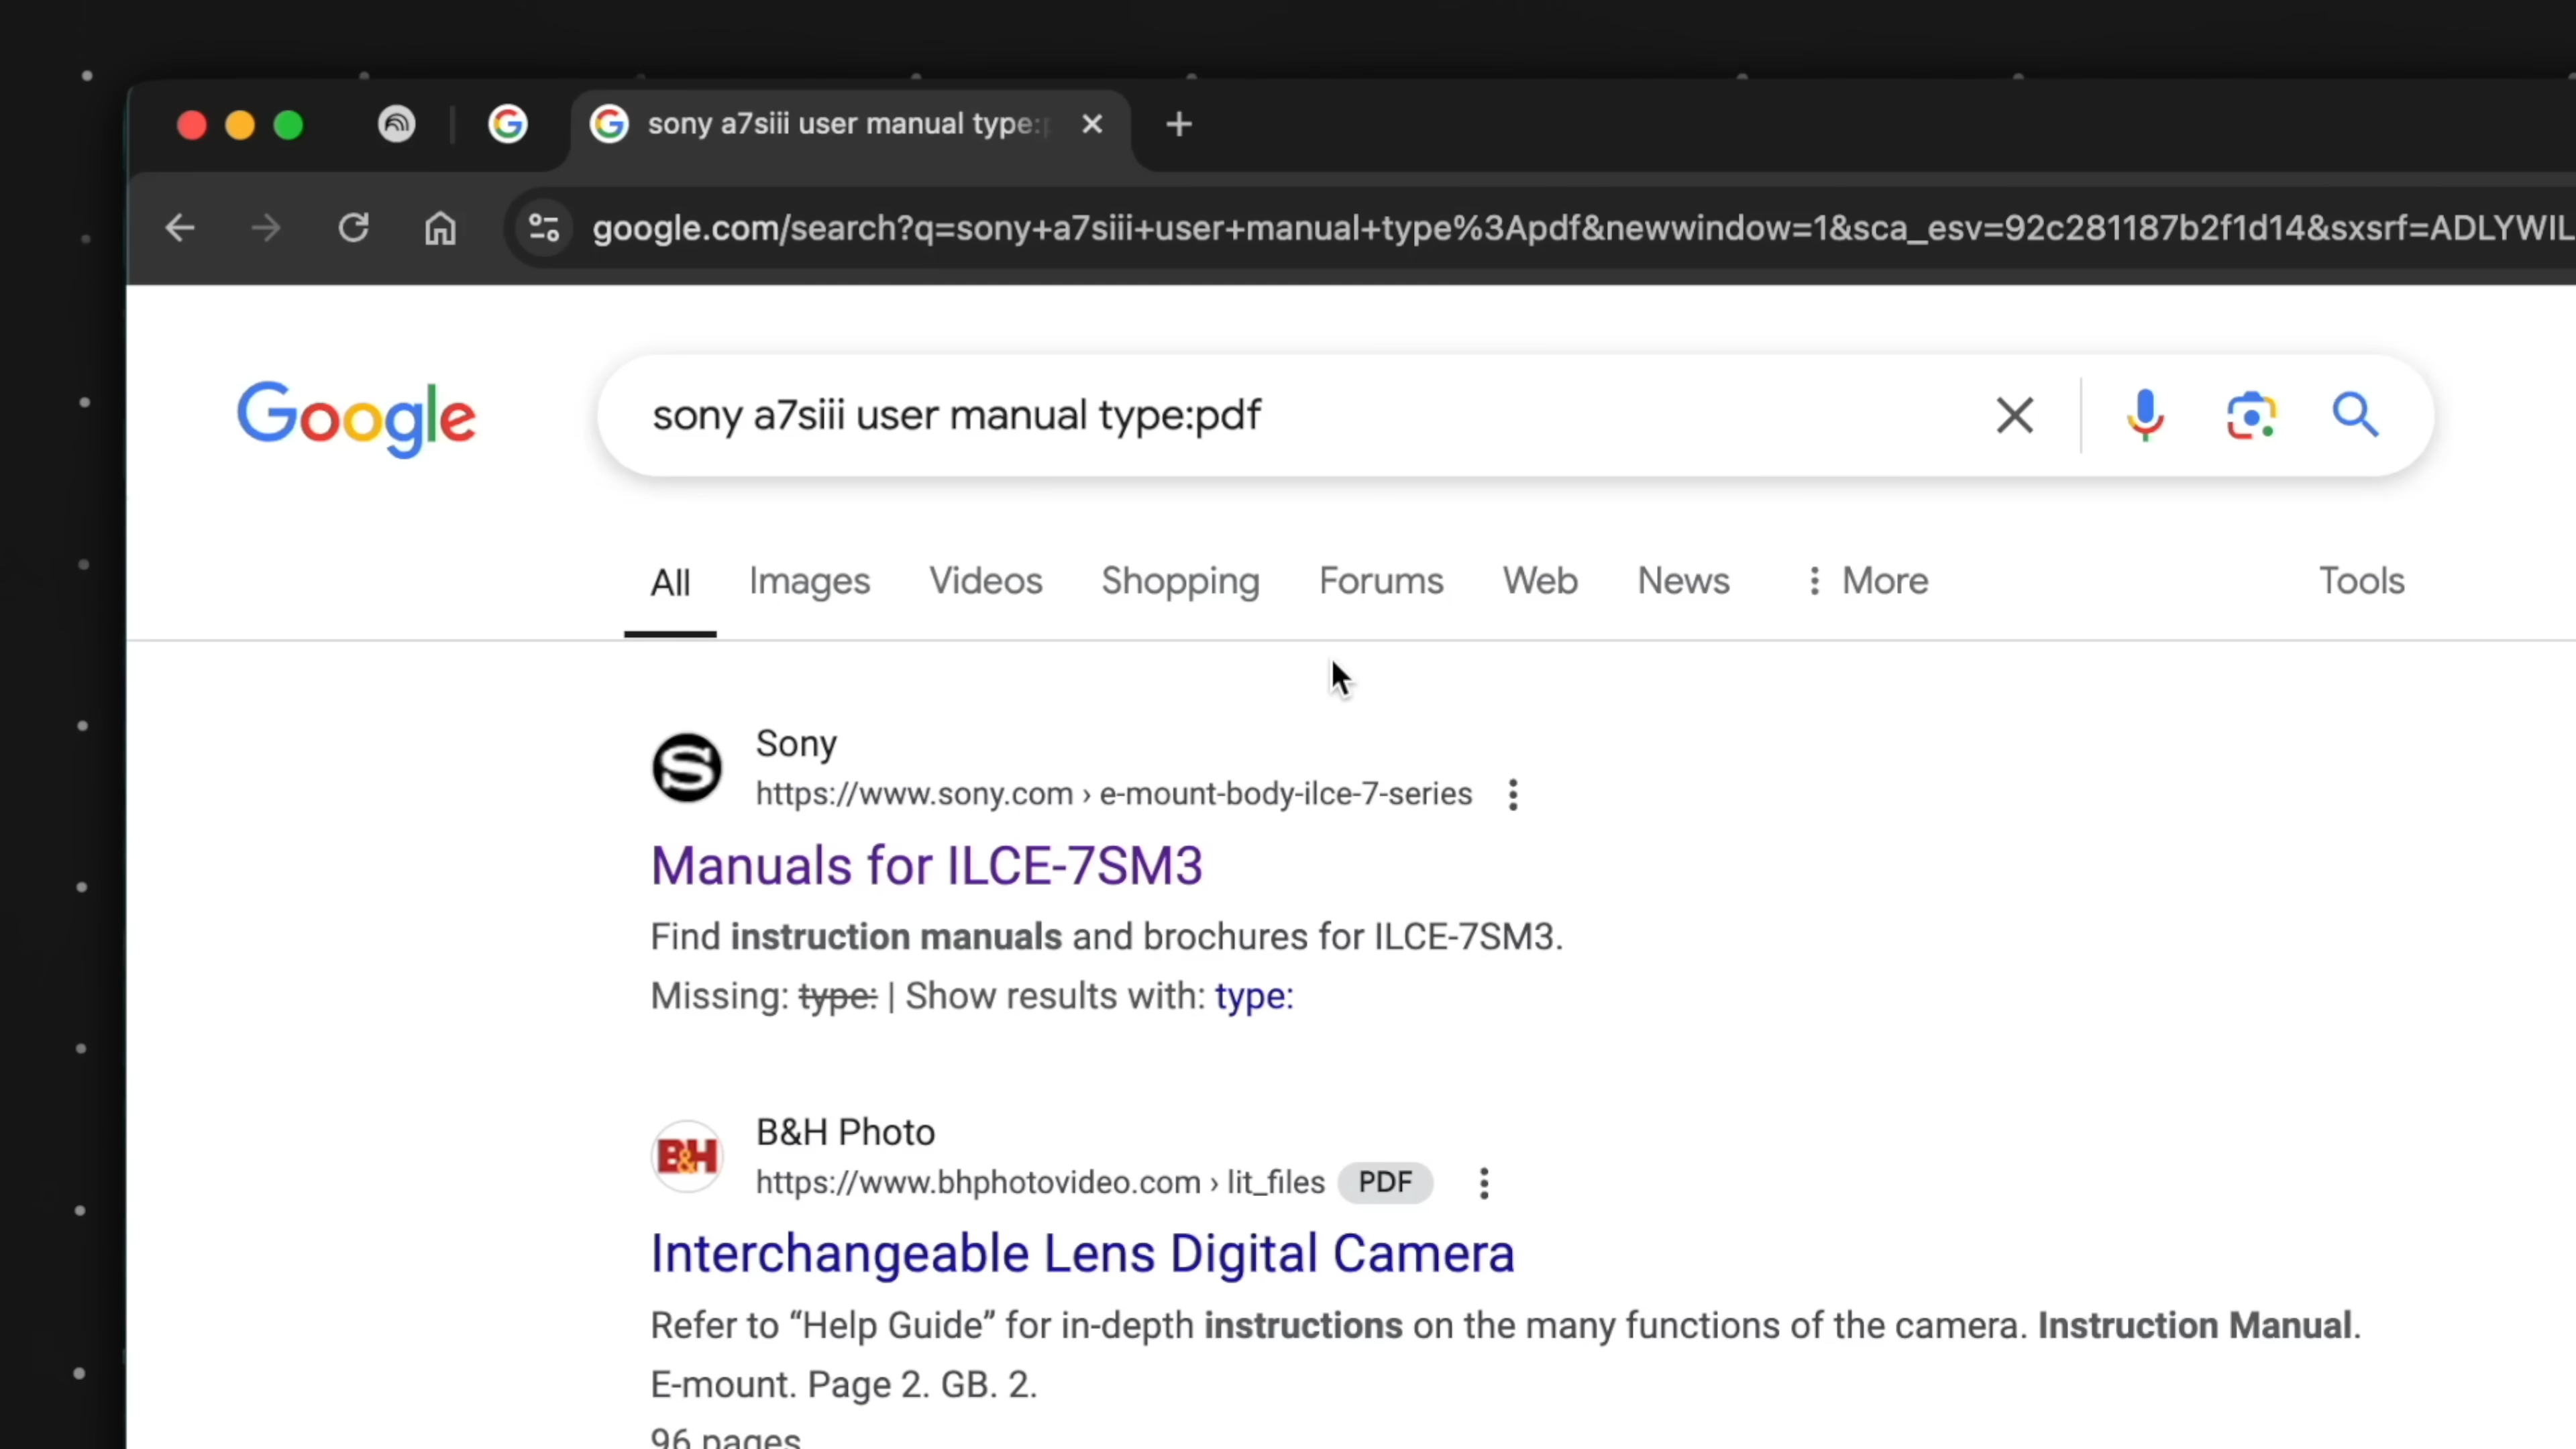 sony a7siii user manual type:
google.com/search?q=sony+a7siii+user+manual+type%3Apdf&newwindow=1&sca_esv=92c281187b2f1d14&sxsrf=ADLYWIL
Google
sony a7siii user manual type:pdf
All Images Videos Shopping Forums Web News More Tools
Sony
https://www.sony.com › e-mount-body-ilce-7-series
Manuals for ILCE-7SM3
Find instruction manuals and brochures for ILCE-7SM3.
Missing: type: | Show results with: type:
B&H
B&H Photo
https://www.bhphotovideo.com › lit_files PDF
Interchangeable Lens Digital Camera
Refer to “Help Guide” for in-depth instructions on the many functions of the camera. Instruction Manual.
E-mount. Page 2. GB. 2.
96 pages